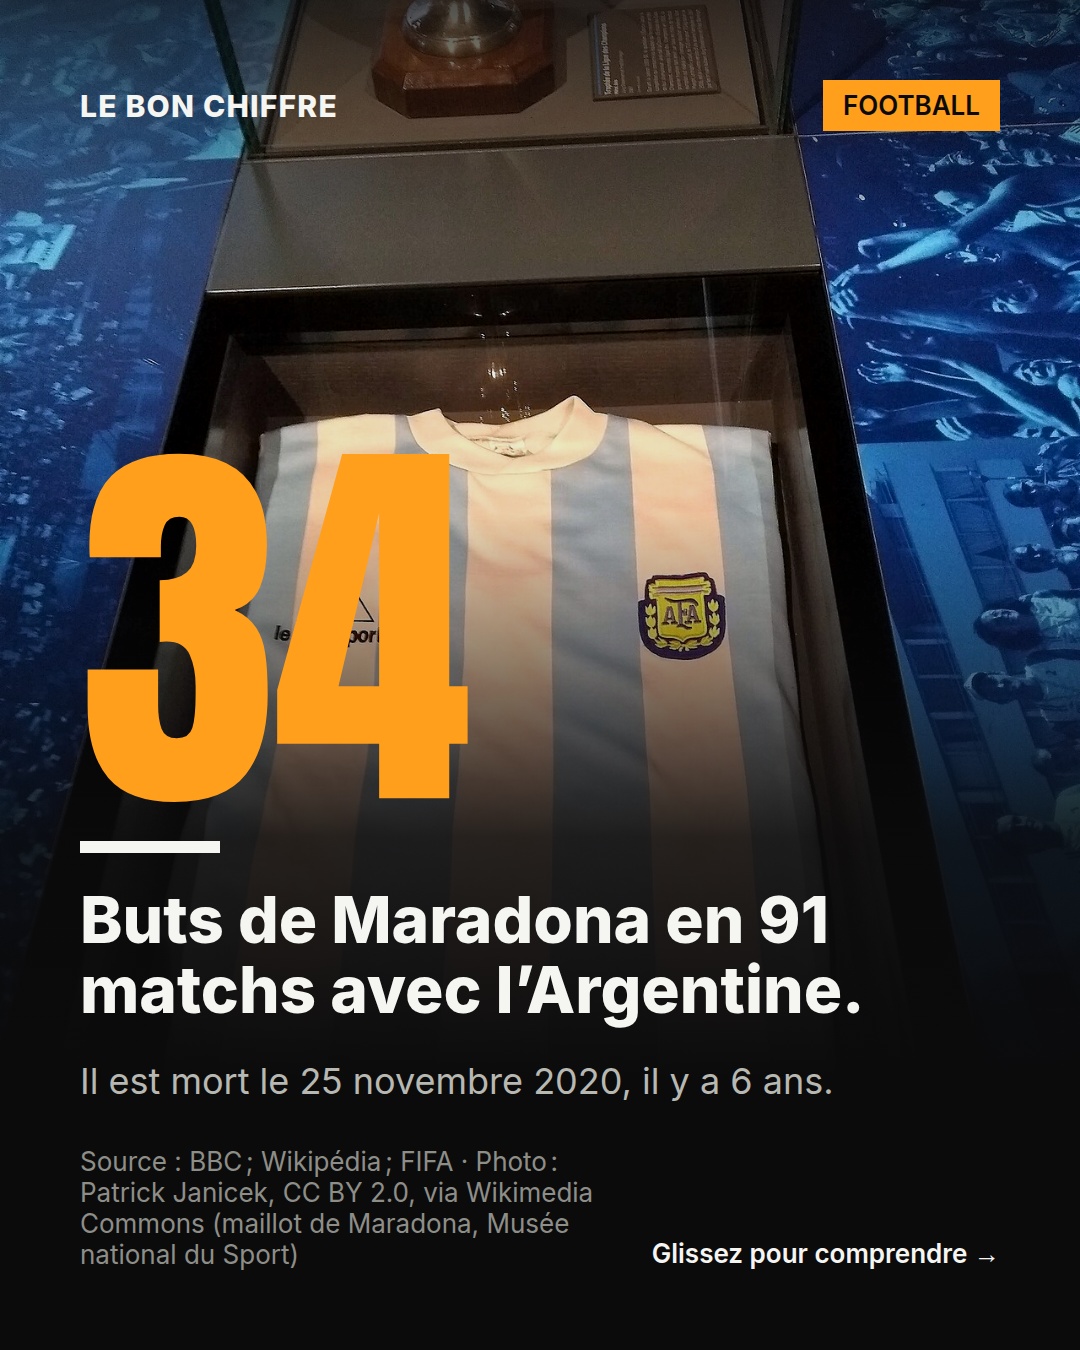 LE BON CHIFFRE
FOOTBALL
34
AFA
Buts de Maradona en 91
matchs avec l’Argentine.
Il est mort le 25 novembre 2020, il y a 6 ans.
Source : BBC ; Wikipédia ; FIFA · Photo :
Patrick Janicek, CC BY 2.0, via Wikimedia
Commons (maillot de Maradona, Musée
national du Sport)
Glissez pour comprendre →